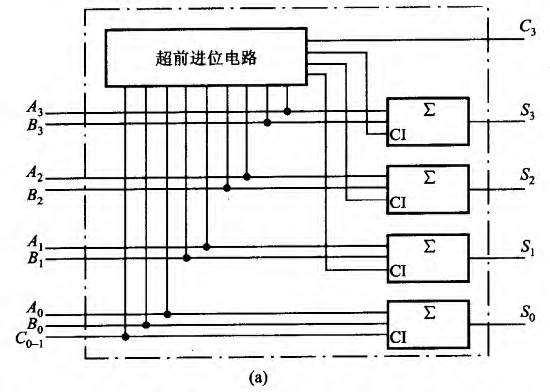 C₃
超前进位电路
A₃
B₃
Σ
CI
S₃
A₂
B₂
Σ
CI
S₂
A₁
B₁
Σ
CI
S₁
A₀
B₀
C₀₋₁
Σ
CI
S₀
(a)